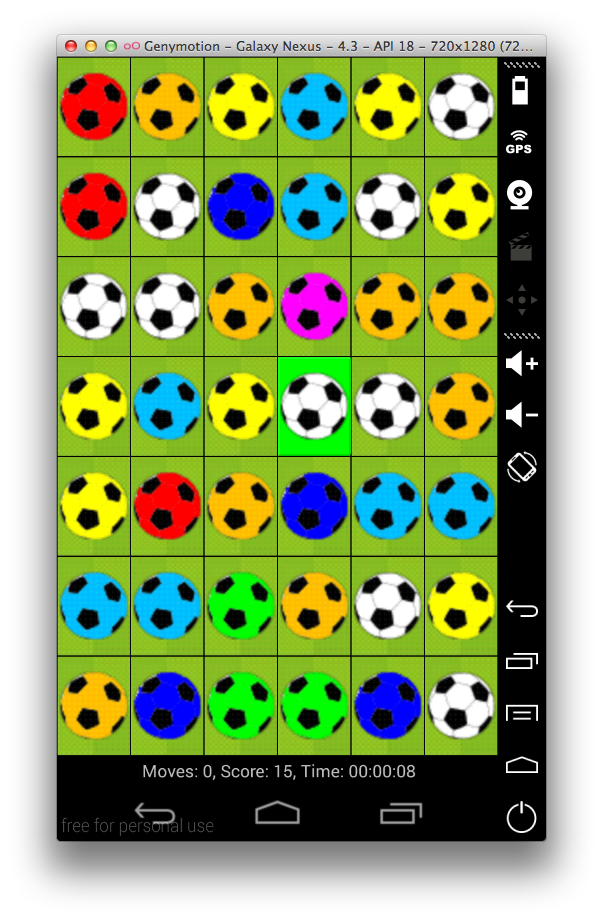 Genymotion – Galaxy Nexus – 4.3 – API 18 – 720x1280 (72...
GPS
Moves: 0, Score: 15, Time: 00:00:08
free for personal use